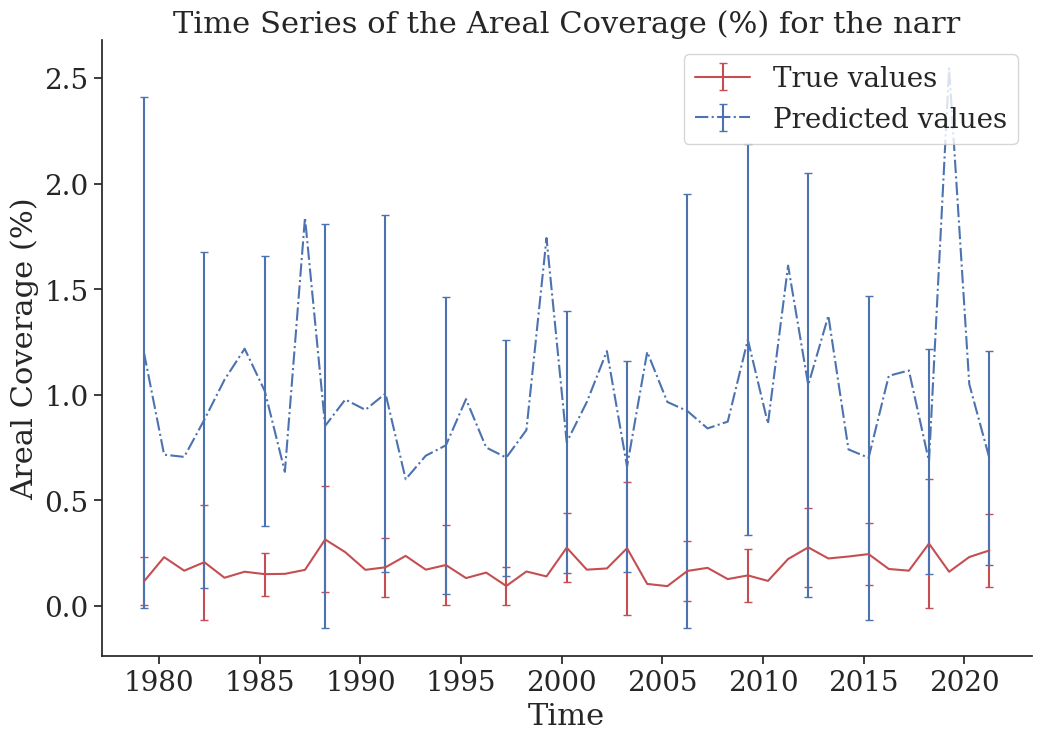 Time Series of the Areal Coverage (%) for the narr
True values
Predicted values
Areal Coverage (%)
2.5
2.0
1.5
1.0
0.5
0.0
1980 1985 1990 1995 2000 2005 2010 2015 2020
Time